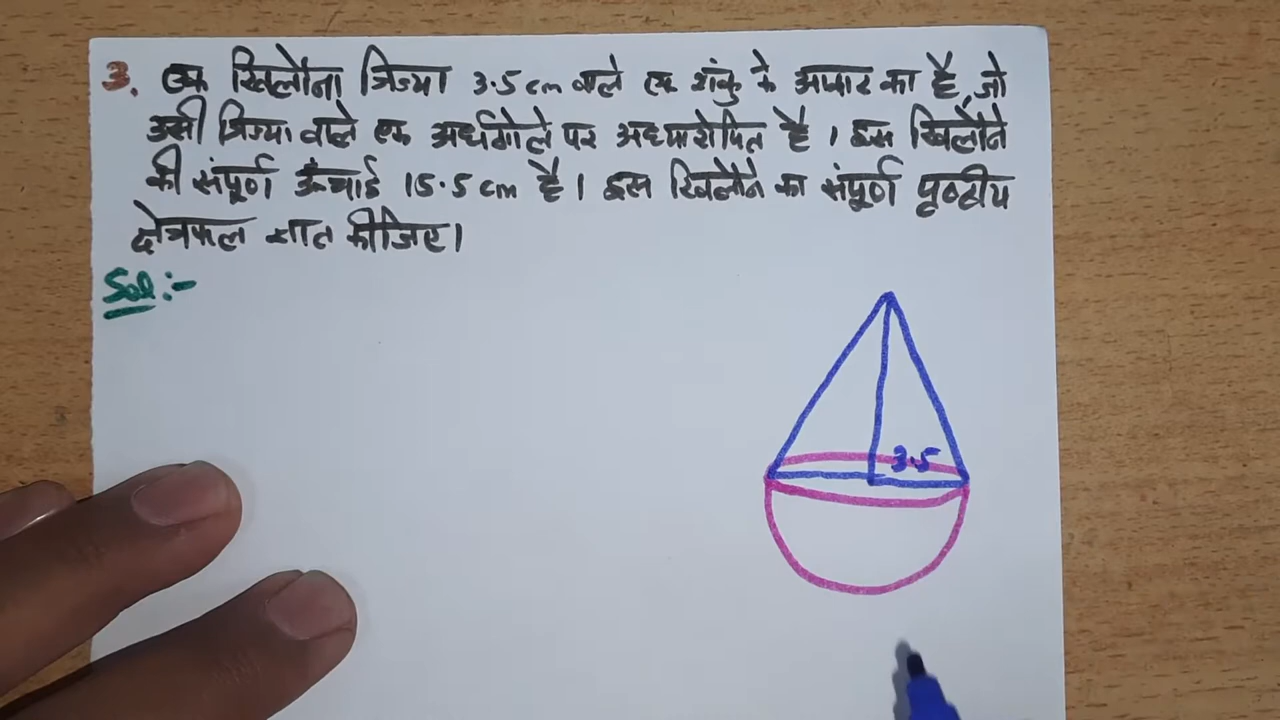 3. एक खिलौना त्रिज्या 3.5 cm वाले एक शंकु के आकार का है, जो
उसी त्रिज्या वाले एक अर्धगोले पर अध्यारोपित है। इस खिलौने
की संपूर्ण ऊँचाई 15.5 cm है। इस खिलौने का संपूर्ण पृष्ठीय
क्षेत्रफल ज्ञात कीजिए।
Sol:-
3.5